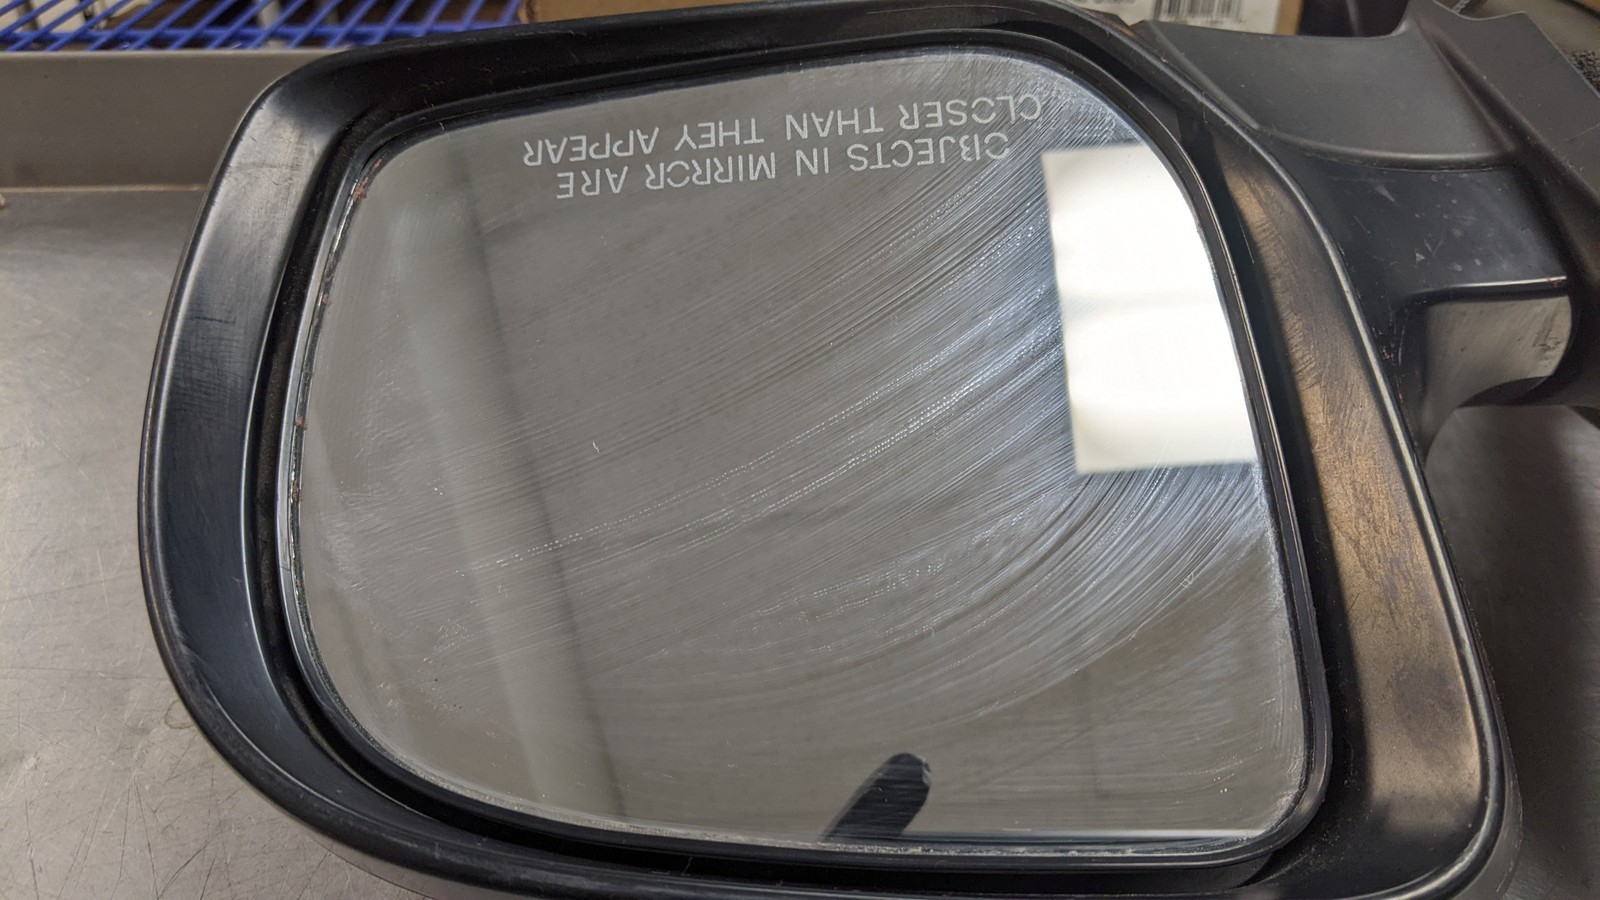 OBJECTS IN MIRROR ARE
CLOSER THAN THEY APPEAR